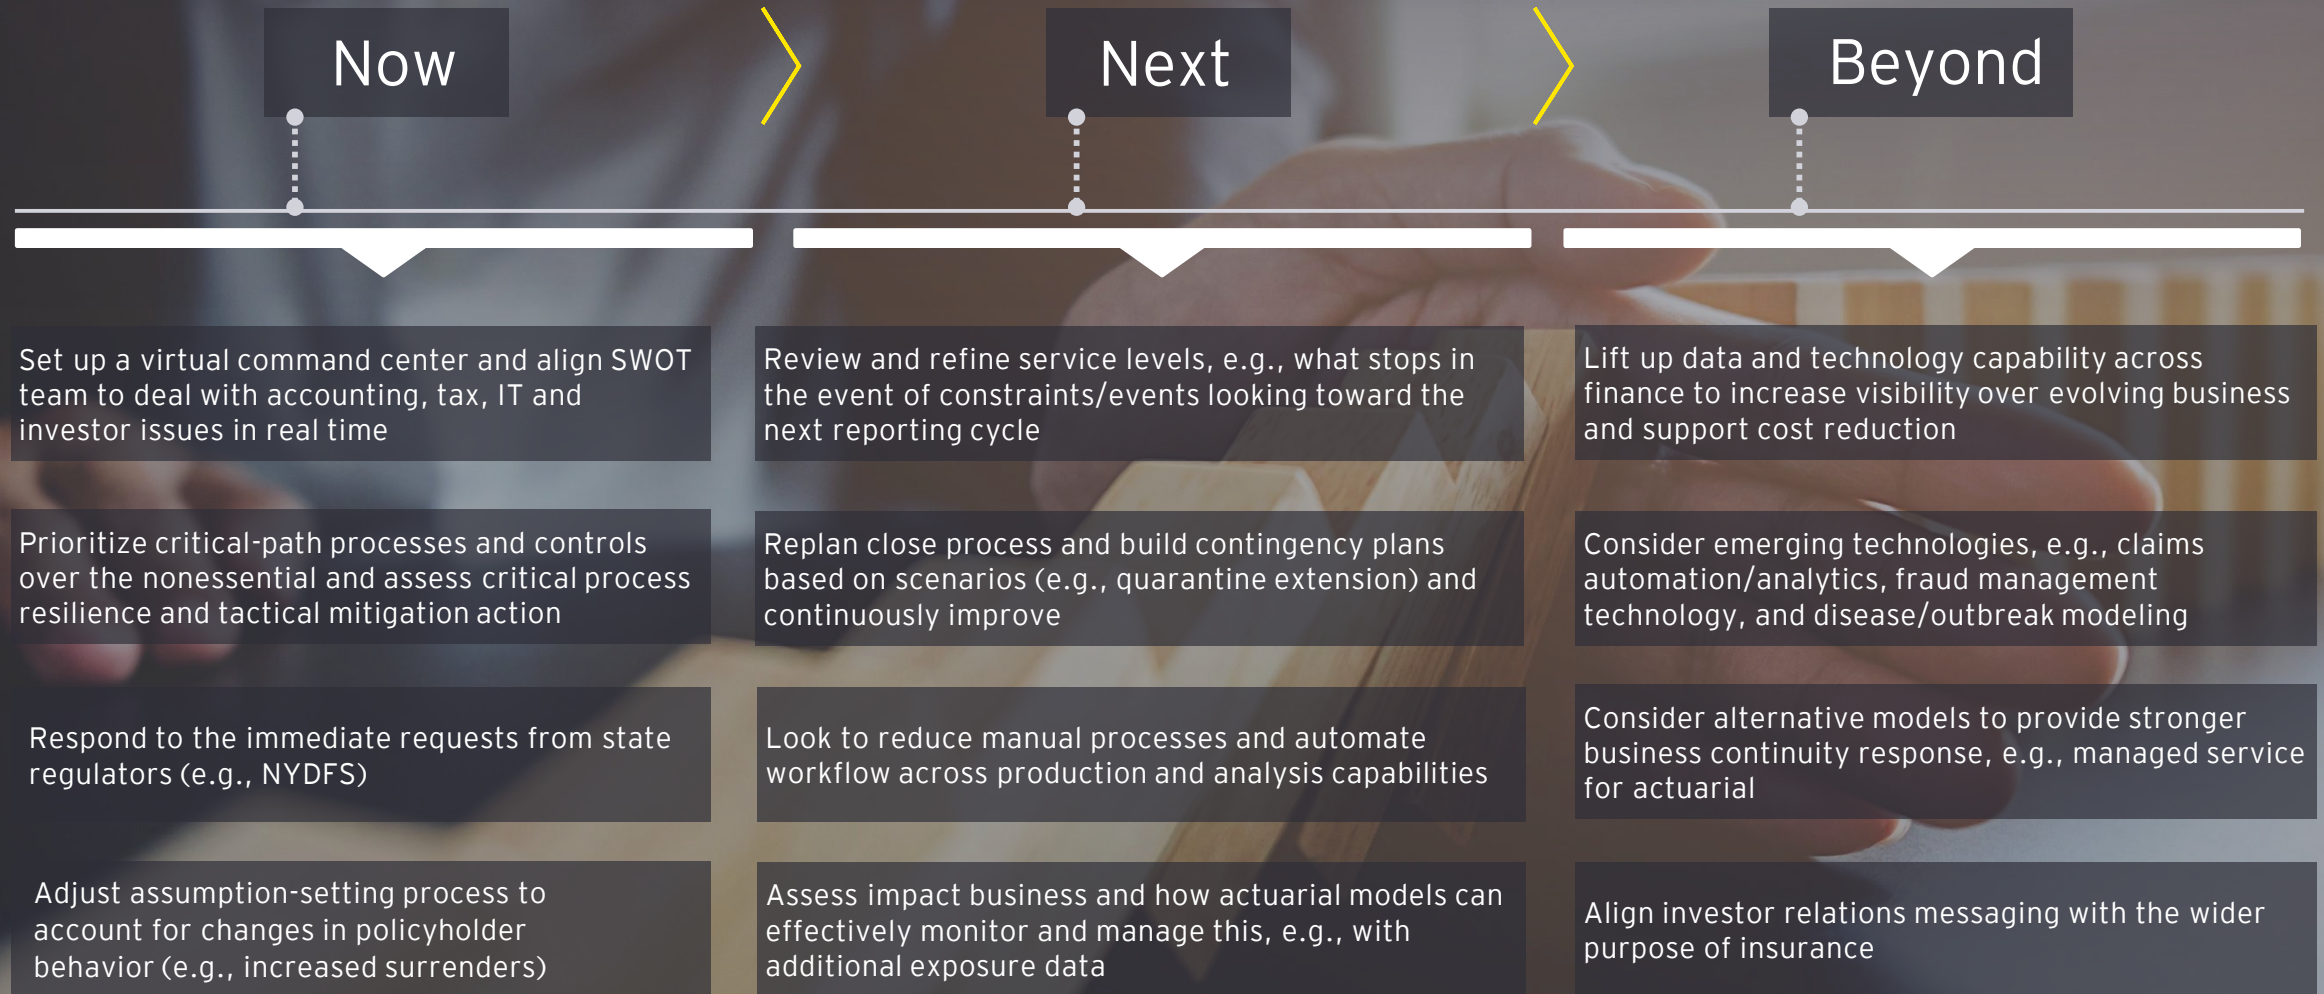 Now
Next
Beyond
Set up a virtual command center and align SWOT
team to deal with accounting, tax, IT and
investor issues in real time
Prioritize critical-path processes and controls
over the nonessential and assess critical process
resilience and tactical mitigation action
Respond to the immediate requests from state
regulators (e.g., NYDFS)
Adjust assumption-setting process to
account for changes in policyholder
behavior (e.g., increased surrenders)
Review and refine service levels, e.g., what stops in
the event of constraints/events looking toward the
next reporting cycle
Replan close process and build contingency plans
based on scenarios (e.g., quarantine extension) and
continuously improve
Look to reduce manual processes and automate
workflow across production and analysis capabilities
Assess impact business and how actuarial models can
effectively monitor and manage this, e.g., with
additional exposure data
Lift up data and technology capability across
finance to increase visibility over evolving business
and support cost reduction
Consider emerging technologies, e.g., claims
automation/analytics, fraud management
technology, and disease/outbreak modeling
Consider alternative models to provide stronger
business continuity response, e.g., managed service
for actuarial
Align investor relations messaging with the wider
purpose of insurance